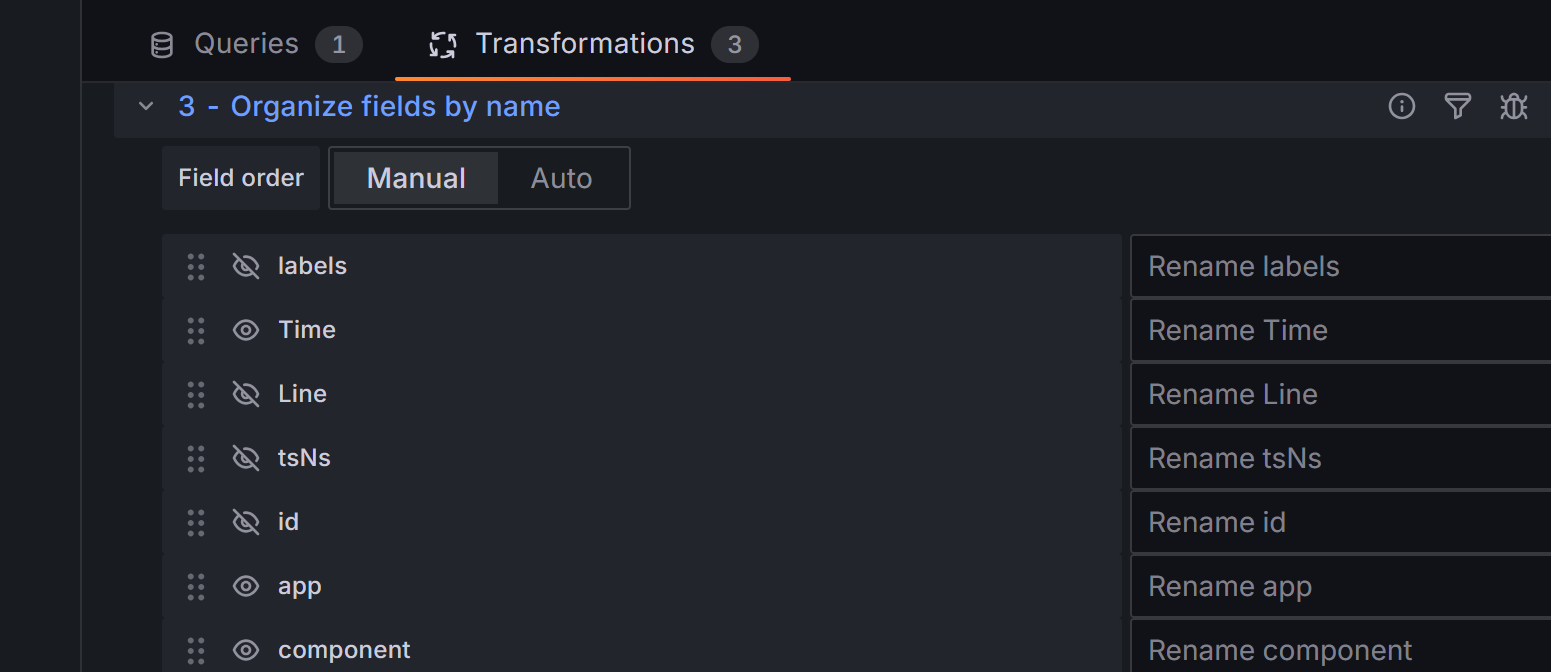 Queries 1 Transformations 3
3 - Organize fields by name
Field order Manual Auto
labels Rename labels
Time Rename Time
Line Rename Line
tsNs Rename tsNs
id Rename id
app Rename app
component Rename component